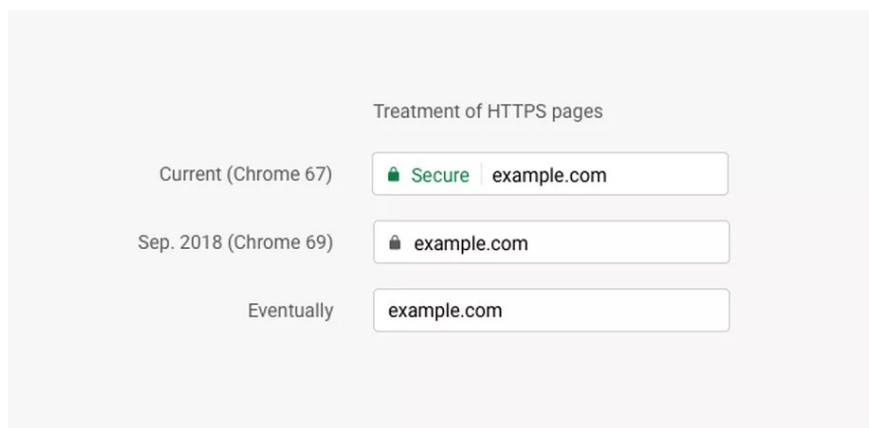 Treatment of HTTPS pages
Current (Chrome 67) Secure example.com
Sep. 2018 (Chrome 69) example.com
Eventually example.com